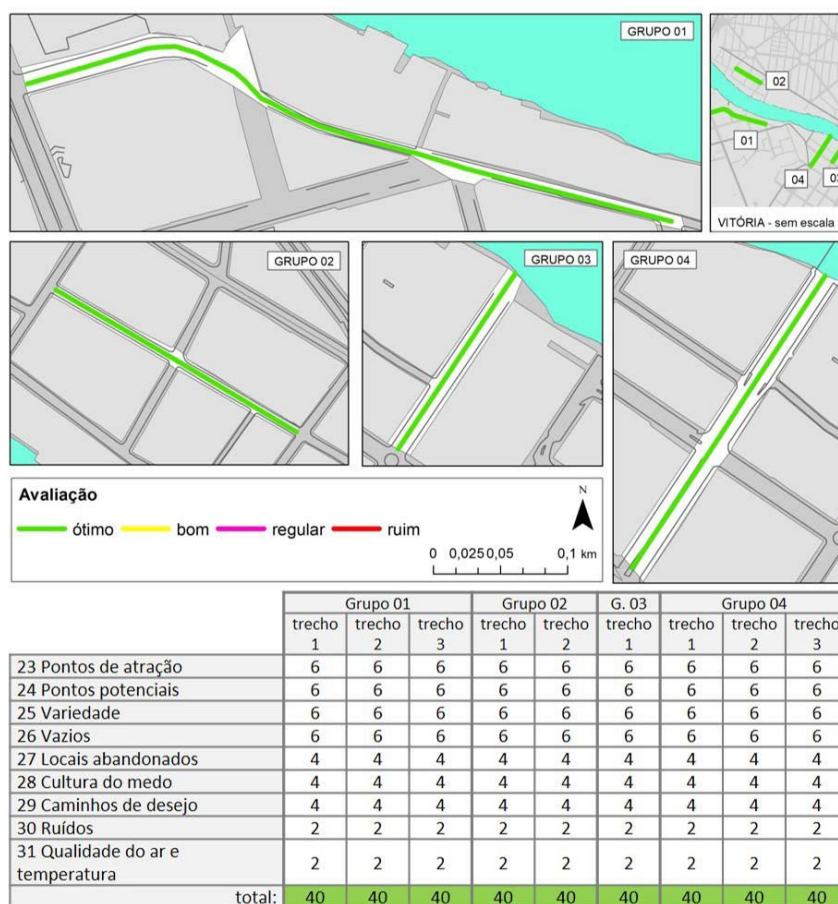 GRUPO 01
02
01
04
03
VITÓRIA - sem escala
GRUPO 02
GRUPO 03
GRUPO 04
Avaliação
ótimo bom regular ruim
N
0 0,025 0,05 0,1 km
Grupo 01 Grupo 02 G. 03 Grupo 04
trecho trecho trecho trecho trecho trecho trecho trecho trecho
1 2 3 1 2 1 1 2 3
23 Pontos de atração 6 6 6 6 6 6 6 6 6
24 Pontos potenciais 6 6 6 6 6 6 6 6 6
25 Variedade 6 6 6 6 6 6 6 6 6
26 Vazios 6 6 6 6 6 6 6 6 6
27 Locais abandonados 4 4 4 4 4 4 4 4 4
28 Cultura do medo 4 4 4 4 4 4 4 4 4
29 Caminhos de desejo 4 4 4 4 4 4 4 4 4
30 Ruídos 2 2 2 2 2 2 2 2 2
31 Qualidade do ar e
temperatura 2 2 2 2 2 2 2 2 2
total: 40 40 40 40 40 40 40 40 40